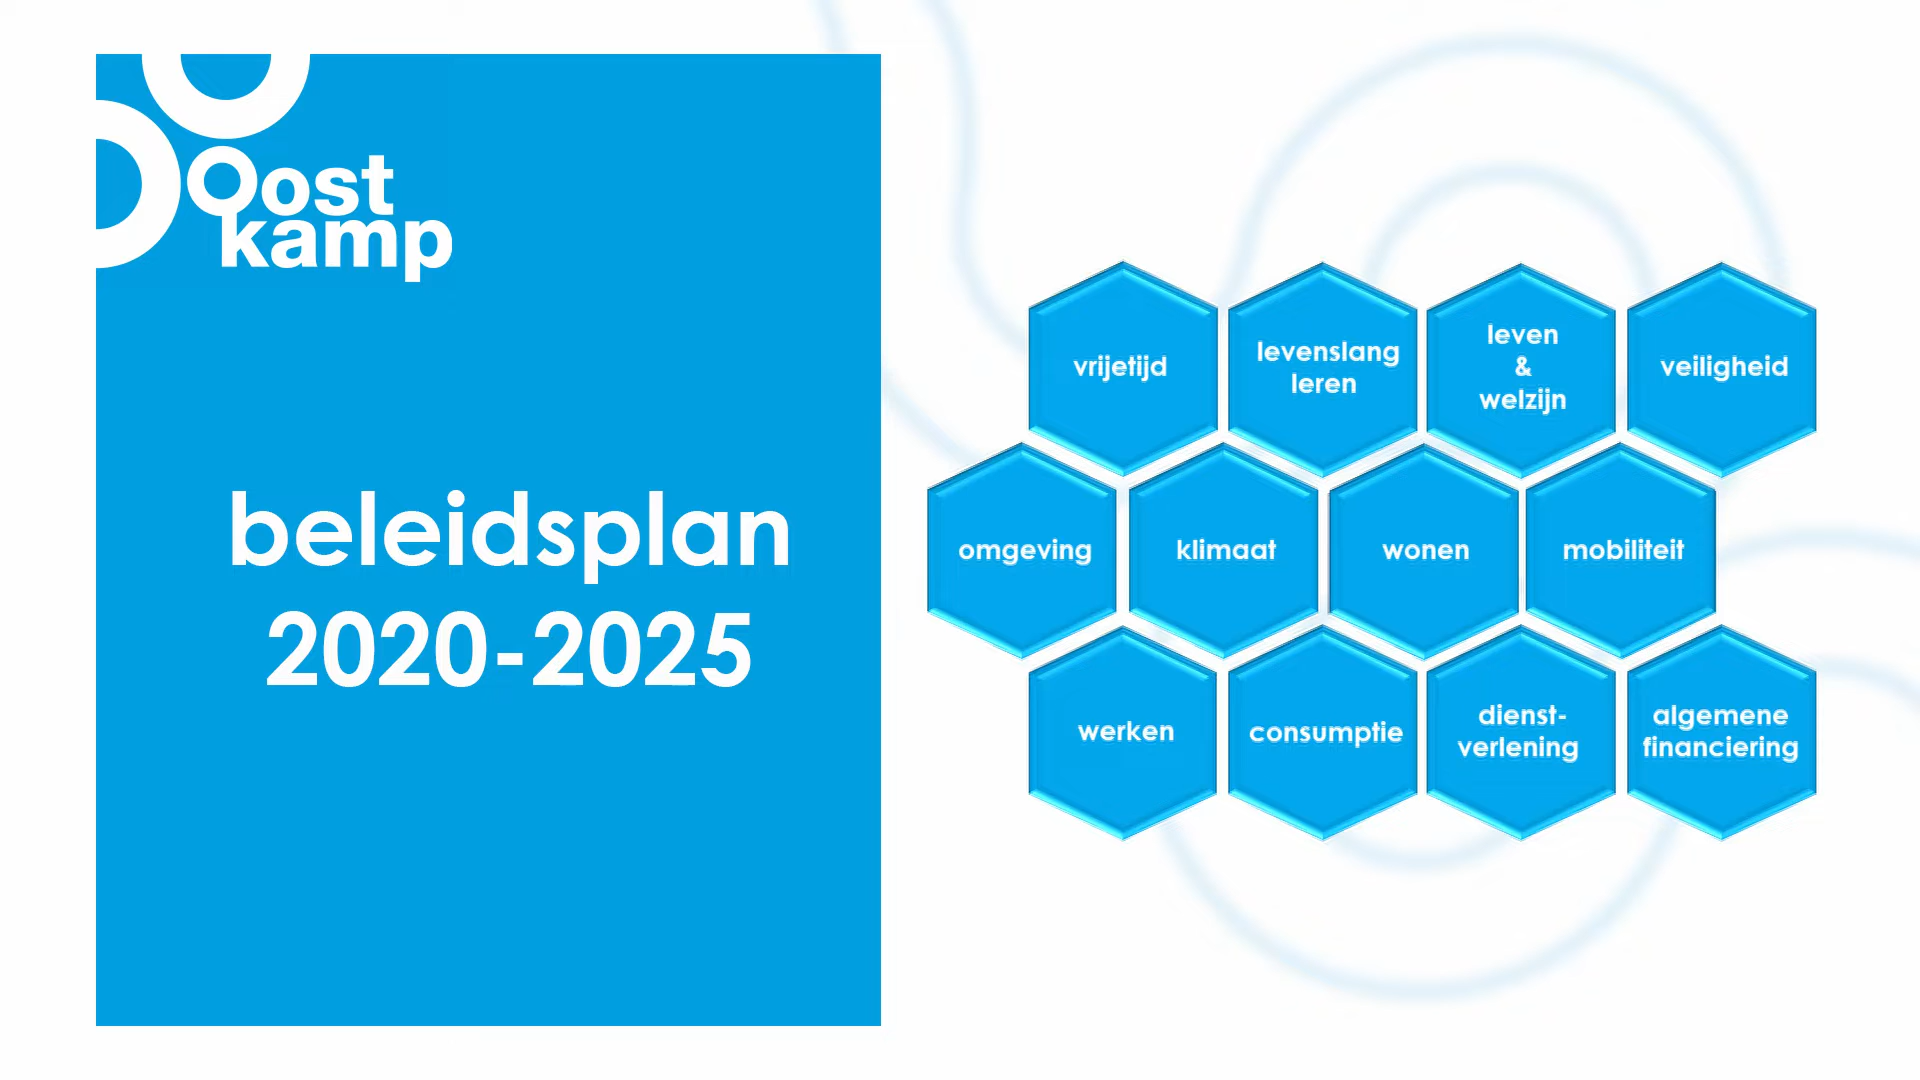 Oost
kamp
beleidsplan
2020-2025
vrijetijd
levenslang
leren
leven
&
welzijn
veiligheid
omgeving
klimaat
wonen
mobiliteit
werken
consumptie
dienst-
verlening
algemene
financiering